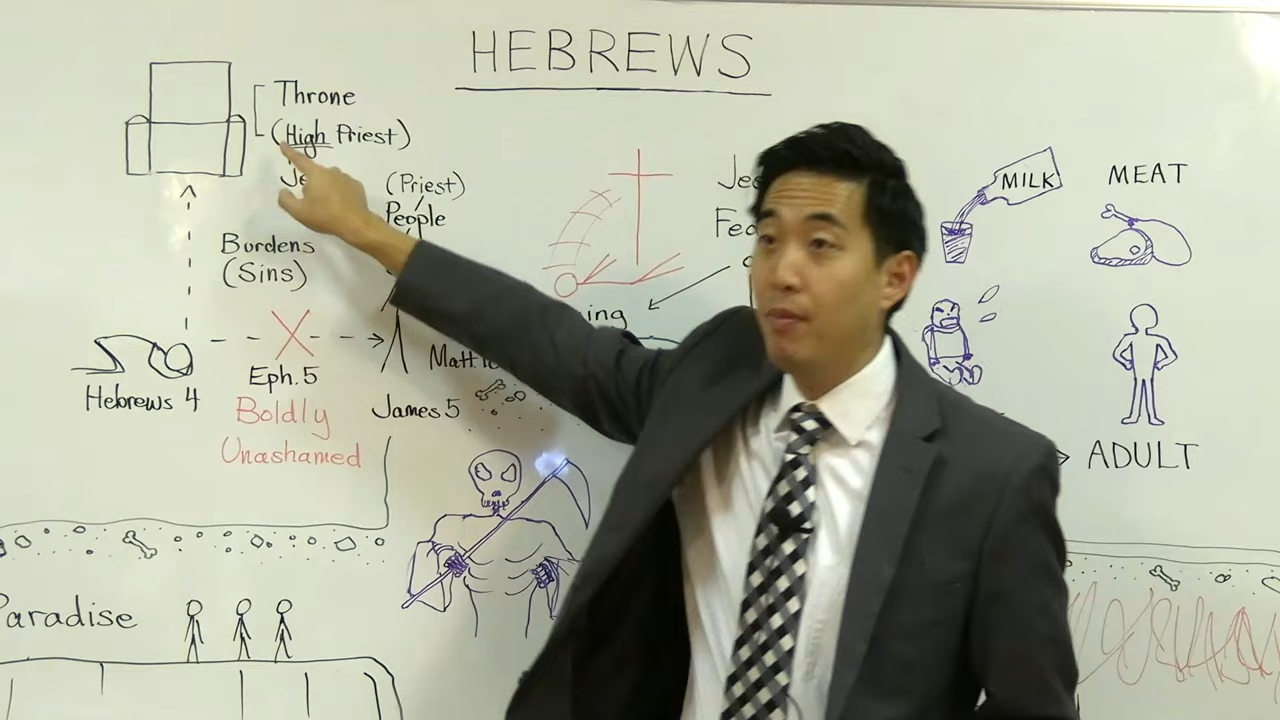 HEBREWS
Throne
(High Priest)
(Priest)
People
Burdens
(Sins)
Hebrews 4
Eph. 5
Boldly
Unashamed
James 5
Paradise
MILK
MEAT
ADULT